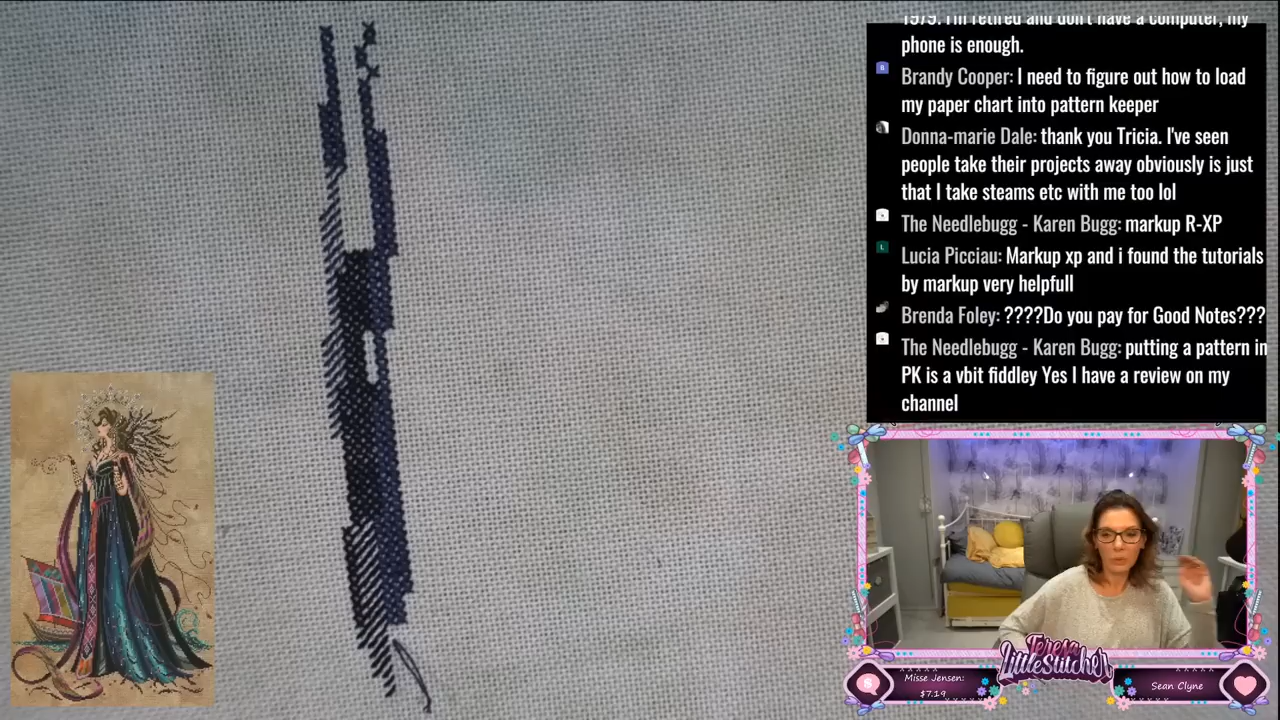 1979. I'm retired and don't have a computer, my
phone is enough.
Brandy Cooper: I need to figure out how to load
my paper chart into pattern keeper
Donna-marie Dale: thank you Tricia. I've seen
people take their projects away obviously is just
that I take steams etc with me too lol
The Needlebugg - Karen Bugg: markup R-XP
Lucia Picciau: Markup xp and i found the tutorials
by markup very helpfull
Brenda Foley: ????Do you pay for Good Notes???
The Needlebugg - Karen Bugg: putting a pattern in
PK is a vbit fiddley Yes I have a review on my
channel
Teresa
LittleStitcher
Misse Jensen:
$7.19
Sean Clyne